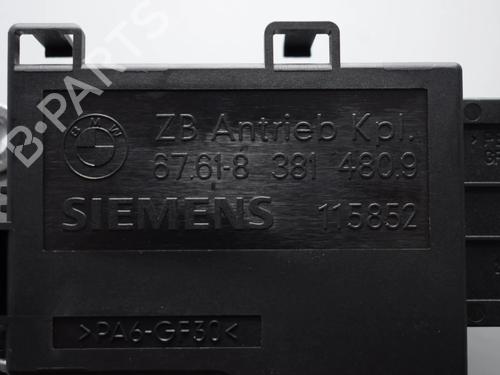 BMW
ZB Antrieb Kpl.
67.61-8 381 480.9
SIEMENS 115852
>PA6-GF30<
B-PARTS